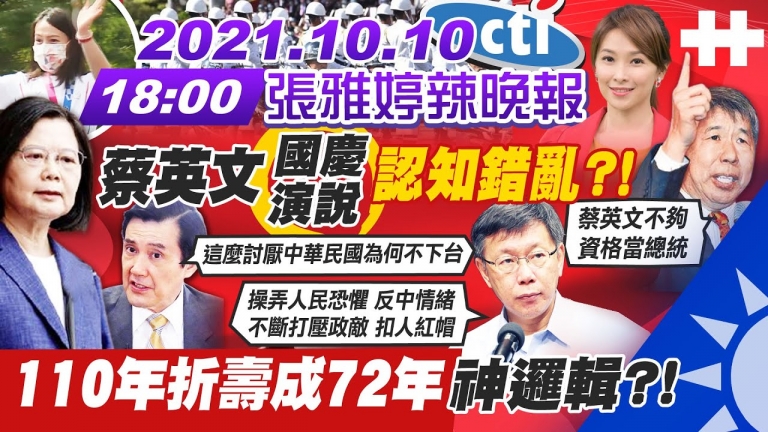 2021.10.10
cti
18:00 張雅婷辣晚報
蔡英文 國慶演說 認知錯亂?!
蔡英文不夠
資格當總統
這麼討厭中華民國為何不下台
操弄人民恐懼 反中情緒
不斷打壓政敵 扣人紅帽
110年折壽成72年 神邏輯?!